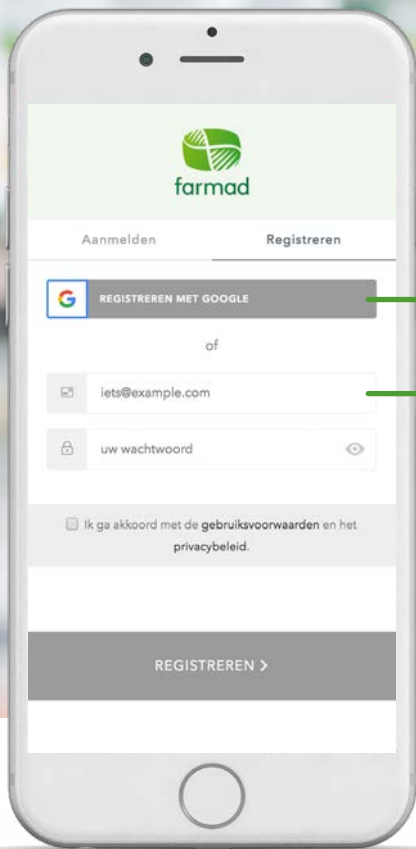 farmad
Aanmelden Registreren
G REGISTREREN MET GOOGLE
of
iets@example.com
uw wachtwoord
Ik ga akkoord met de gebruiksvoorwaarden en het
privacybeleid.
REGISTREREN >